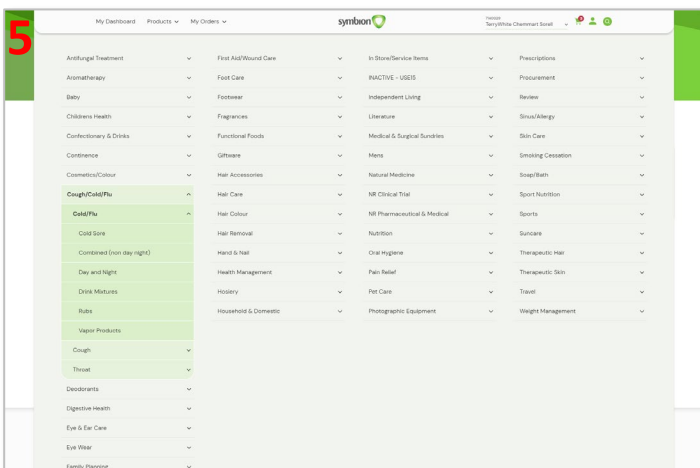 5
My Dashboard Products My Orders
symbion
TerryWhite Chemmart Sorell
Antifungal Treatment
Aromatherapy
Baby
Childrens Health
Confectionary & Drinks
Continence
Cosmetics/Colour
Cough/Cold/Flu
Cold/Flu
Cold Sore
Combined (non day night)
Day and Night
Drink Mixtures
Rubs
Vapor Products
Cough
Throat
Deodorants
Digestive Health
Eye & Ear Care
Eye Wear
Family Planning
First Aid/Wound Care
Foot Care
Footwear
Fragrances
Functional Foods
Giftware
Hair Accessories
Hair Care
Hair Colour
Hair Removal
Hand & Nail
Health Management
Hosiery
Household & Domestic
In Store/Service Items
INACTIVE - USE15
Independent Living
Literature
Medical & Surgical Sundries
Mens
Natural Medicine
NR Clinical Trial
NR Pharmaceutical & Medical
Nutrition
Oral Hygiene
Pain Relief
Pet Care
Photographic Equipment
Prescriptions
Procurement
Review
Sinus/Allergy
Skin Care
Smoking Cessation
Soap/Bath
Sport Nutrition
Sports
Suncare
Therapeutic Hair
Therapeutic Skin
Travel
Weight Management